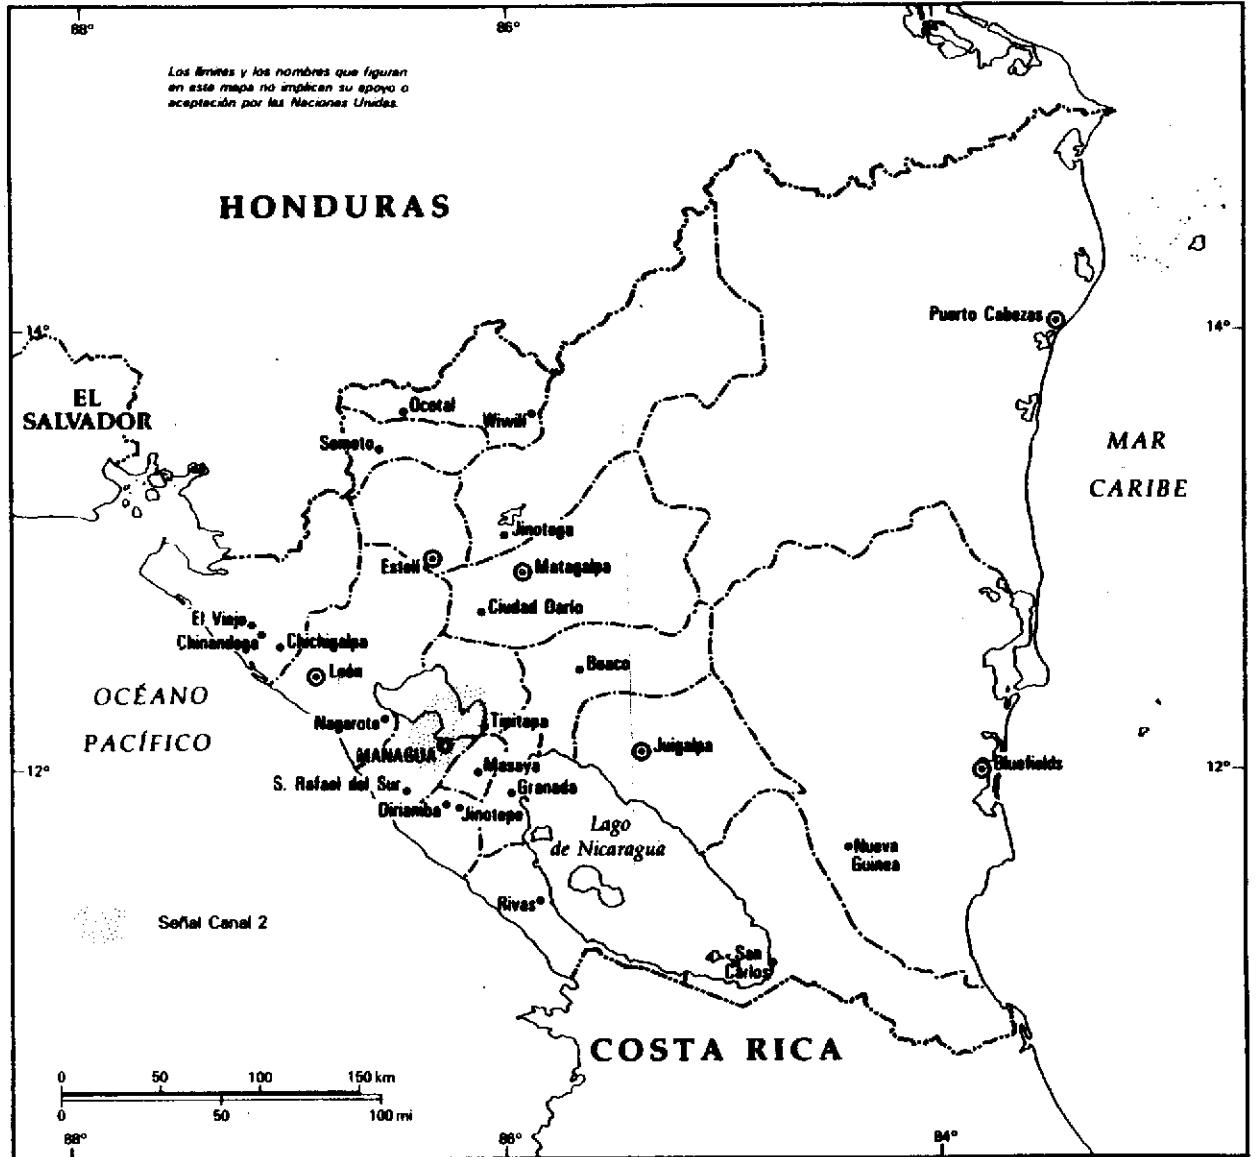 88°
86°
Los límites y los nombres que figuran
en este mapa no implican su apoyo o
aceptación por las Naciones Unidas.
HONDURAS
14°
Puerto Cabezas
14°
EL
SALVADOR
Ocotal
Wiwilí
Somoto
MAR
CARIBE
Jinotega
Estelí
Matagalpa
Ciudad Darío
El Viejo
Chinandega
Chichigalpa
Boaco
León
OCÉANO
PACÍFICO
Nagarote
Tipitapa
MANAGUA
Juigalpa
Masaya
12°
Bluefields
12°
S. Rafael del Sur
Granada
Diriamba
Jinotepe
Lago
de Nicaragua
Nueva
Guinea
Rivas
Señal Canal 2
San
Carlos
COSTA RICA
0 50 100 150 km
0 50 100 mi
88°
86°
84°